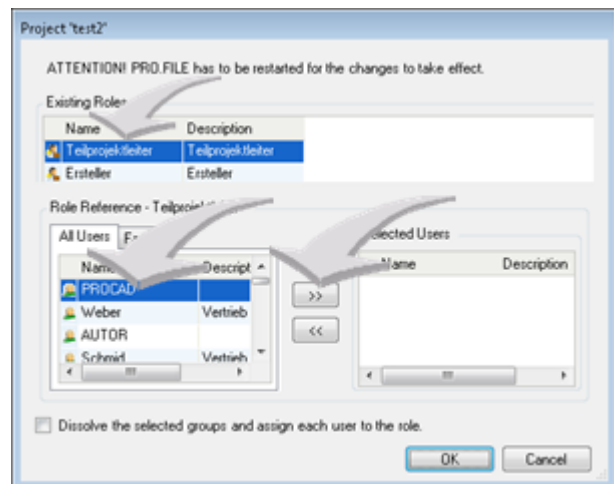 Project 'test2'
ATTENTION! PRO.FILE has to be restarted for the changes to take effect.
Existing Roles
Name Description
Teilprojektleiter Teilprojektleiter
Ersteller Ersteller
Role Reference -
All Users
Name Descript
PROCAD
Weber Vertrieb
AUTOR
Schmid Vertrieb
>>
<<
Selected Users
Name Description
Dissolve the selected groups and assign each user to the role.
OK Cancel